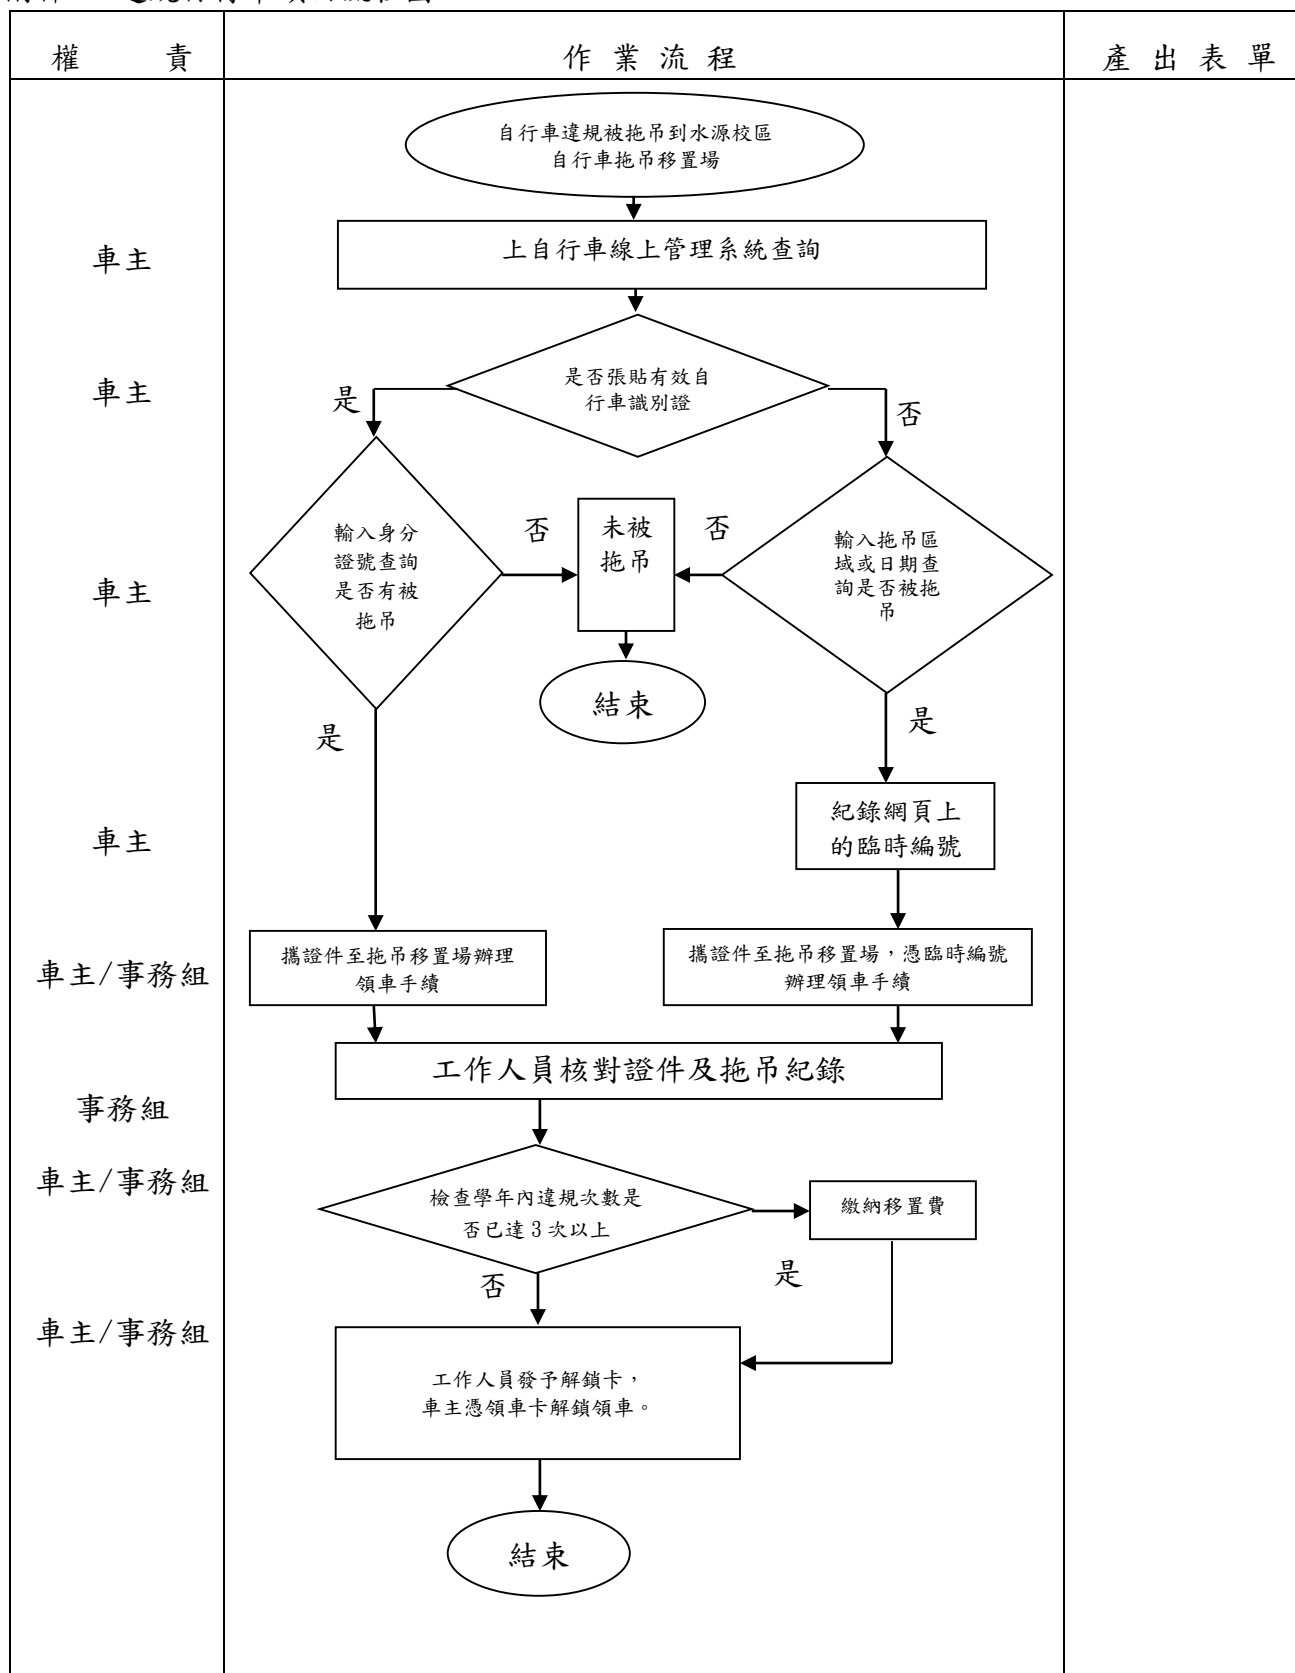 權 責
作 業 流 程
產 出 表 單
自行車違規被拖吊到水源校區
自行車拖吊移置場
車主
上自行車線上管理系統查詢
車主
是否張貼有效自
行車識別證
是
否
車主
輸入身分
證號查詢
是否有被
拖吊
否
未被
拖吊
否
輸入拖吊區
域或日期查
詢是否被拖
吊
結束
是
是
車主
紀錄網頁上
的臨時編號
車主/事務組
攜證件至拖吊移置場辦理
領車手續
攜證件至拖吊移置場，憑臨時編號
辦理領車手續
工作人員核對證件及拖吊紀錄
事務組
車主/事務組
檢查學年內違規次數是
否已達 3 次以上
繳納移置費
否
是
車主/事務組
工作人員發予解鎖卡，
車主憑領車卡解鎖領車。
結束